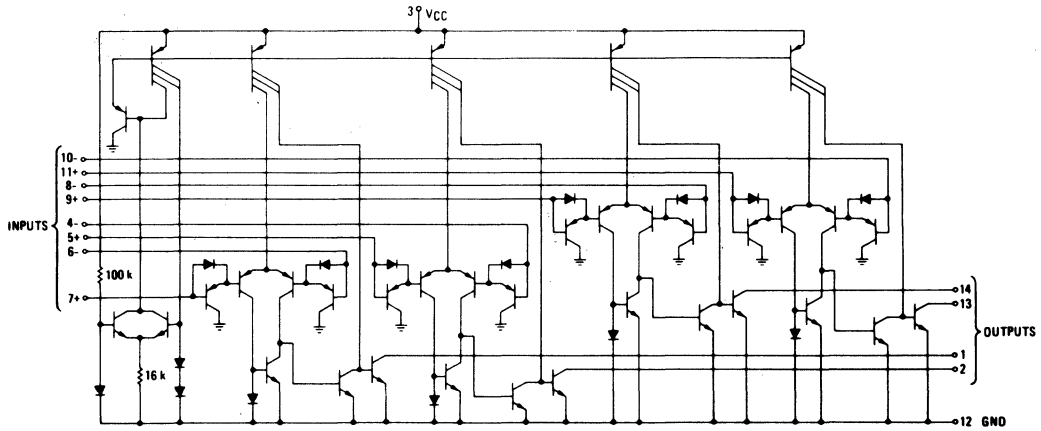 3 VCC
10-
11+
8-
9+
INPUTS
4-
5+
6-
100 k
7+
16 k
14
13
OUTPUTS
1
2
12 GND